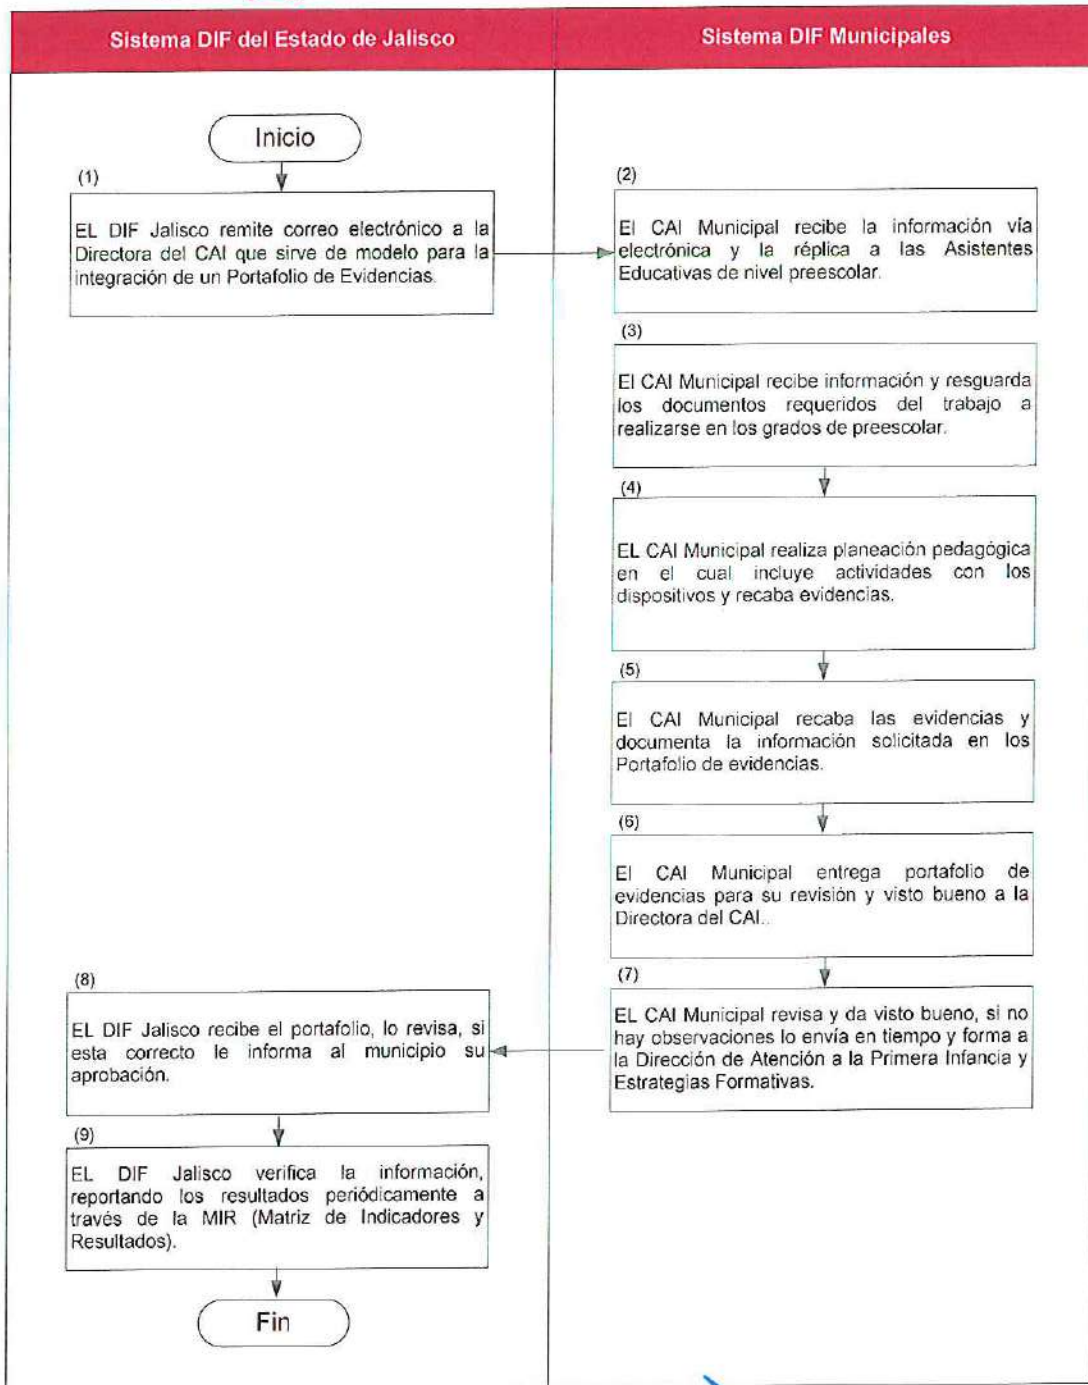 Sistema DIF del Estado de Jalisco
Sistema DIF Municipales
Inicio
(1)
EL DIF Jalisco remite correo electrónico a la
Directora del CAI que sirve de modelo para la
integración de un Portafolio de Evidencias.
(2)
El CAI Municipal recibe la información vía
electrónica y la réplica a las Asistentes
Educativas de nivel preescolar.
(3)
El CAI Municipal recibe información y resguarda
los documentos requeridos del trabajo a
realizarse en los grados de preescolar.
(4)
EL CAI Municipal realiza planeación pedagógica
en el cual incluye actividades con los
dispositivos y recaba evidencias.
(5)
El CAI Municipal recaba las evidencias y
documenta la información solicitada en los
Portafolio de evidencias.
(6)
El CAI Municipal entrega portafolio de
evidencias para su revisión y visto bueno a la
Directora del CAI..
(7)
EL CAI Municipal revisa y da visto bueno, si no
hay observaciones lo envía en tiempo y forma a
la Dirección de Atención a la Primera Infancia y
Estrategias Formativas.
(8)
EL DIF Jalisco recibe el portafolio, lo revisa, si
esta correcto le informa al municipio su
aprobación.
(9)
EL DIF Jalisco verifica la información,
reportando los resultados periódicamente a
través de la MIR (Matriz de Indicadores y
Resultados).
Fin